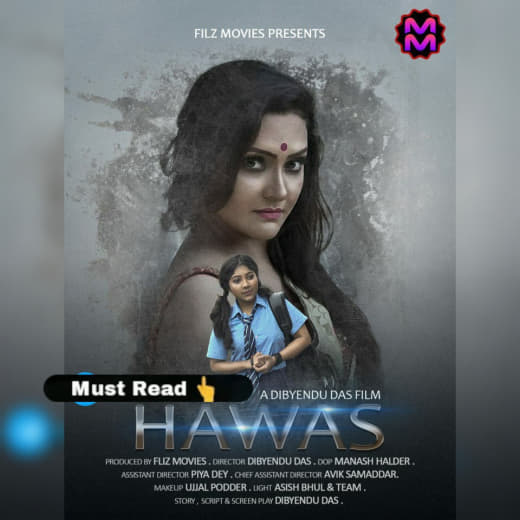 FILZ MOVIES PRESENTS
MM
Must Read 👆
A DIBYENDU DAS FILM
HAWAS
PRODUCED BY FLIZ MOVIES . DIRECTOR DIBYENDU DAS . DOP MANASH HALDER .
ASSISTANT DIRECTOR PIYA DEY . CHIEF ASSISTANT DIRECTOR AVIK SAMADDAR.
MAKEUP UJJAL PODDER . LIGHT ASISH BHUL & TEAM .
STORY , SCRIPT & SCREEN PLAY DIBYENDU DAS .